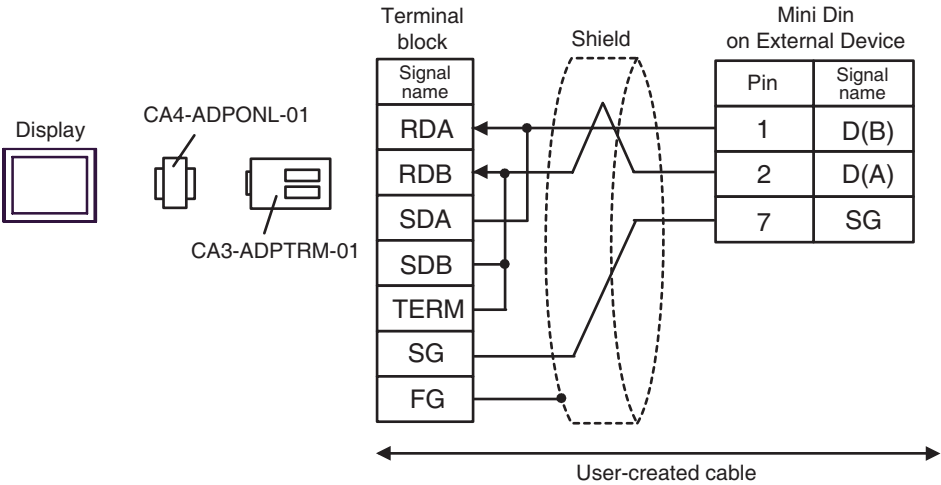 Display
CA4-ADPONL-01
CA3-ADPTRM-01
Terminal
block
Signal
name
RDA
RDB
SDA
SDB
TERM
SG
FG
Shield
Mini Din
on External Device
Pin
Signal
name
1
D(B)
2
D(A)
7
SG
User-created cable